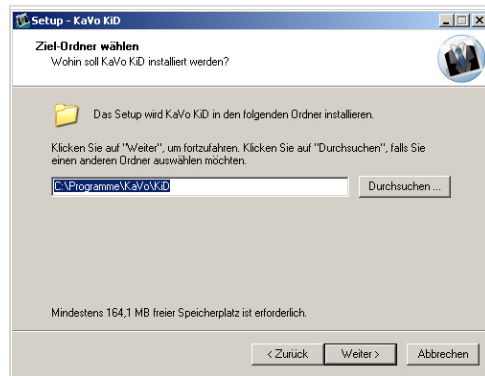 Setup - KaVo KiD
Ziel-Ordner wählen
Wohin soll KaVo KiD installiert werden?
Das Setup wird KaVo KiD in den folgenden Ordner installieren.
Klicken Sie auf "Weiter", um fortzufahren. Klicken Sie auf "Durchsuchen", falls Sie
einen anderen Ordner auswählen möchten.
C:\Programme\KaVo\KiD
Durchsuchen ...
Mindestens 164,1 MB freier Speicherplatz ist erforderlich.
< Zurück
Weiter >
Abbrechen